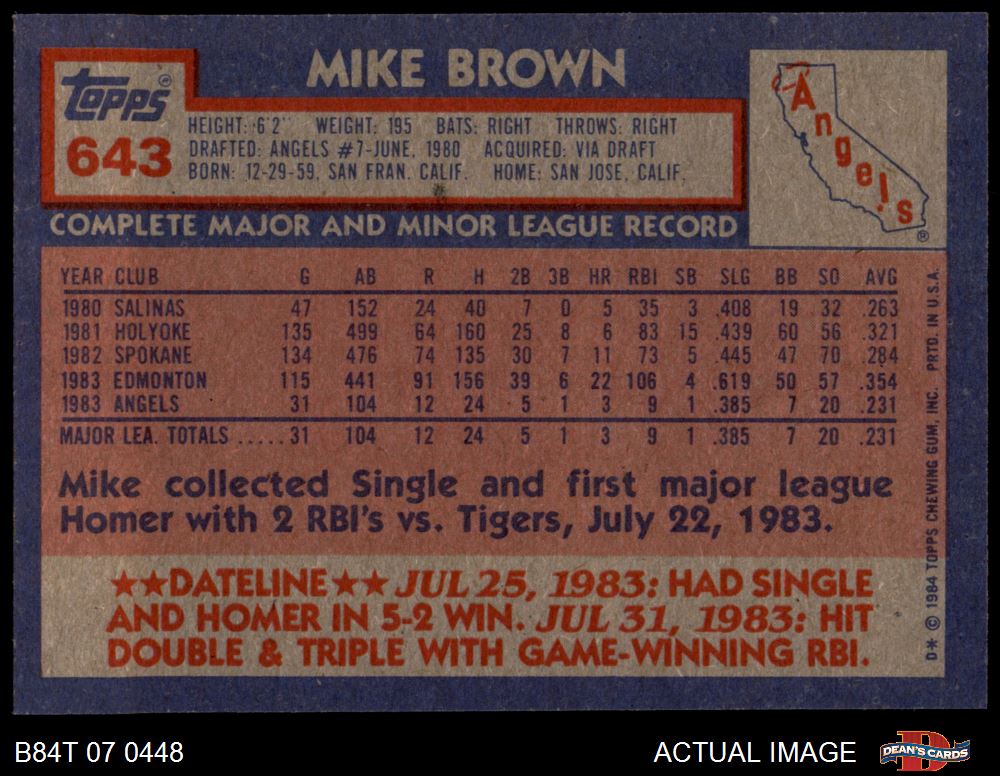 MIKE BROWN
Topps®
643
HEIGHT: 6'2" WEIGHT: 195 BATS: RIGHT THROWS: RIGHT
DRAFTED: ANGELS #7-JUNE, 1980 ACQUIRED: VIA DRAFT
BORN: 12-29-59, SAN FRAN. CALIF. HOME: SAN JOSE, CALIF.
Angels
®
COMPLETE MAJOR AND MINOR LEAGUE RECORD
YEAR CLUB G AB R H 2B 3B HR RBI SB SLG BB SO AVG
1980 SALINAS 47 152 24 40 7 0 5 35 3 .408 19 32 .263
1981 HOLYOKE 135 499 64 160 25 8 6 83 15 .439 60 56 .321
1982 SPOKANE 134 476 74 135 30 7 11 73 5 .445 47 70 .284
1983 EDMONTON 115 441 91 156 39 6 22 106 4 .619 50 57 .354
1983 ANGELS 31 104 12 24 5 1 3 9 1 .385 7 20 .231
MAJOR LEA. TOTALS .....31 104 12 24 5 1 3 9 1 .385 7 20 .231
Mike collected Single and first major league
Homer with 2 RBI's vs. Tigers, July 22, 1983.
★★DATELINE★★ JUL 25, 1983: HAD SINGLE
AND HOMER IN 5-2 WIN. JUL 31, 1983: HIT
DOUBLE & TRIPLE WITH GAME-WINNING RBI.
D* © 1984 TOPPS CHEWING GUM, INC. PRTD. IN U.S.A.
B84T 07 0448
ACTUAL IMAGE
D
DEAN'S CARDS